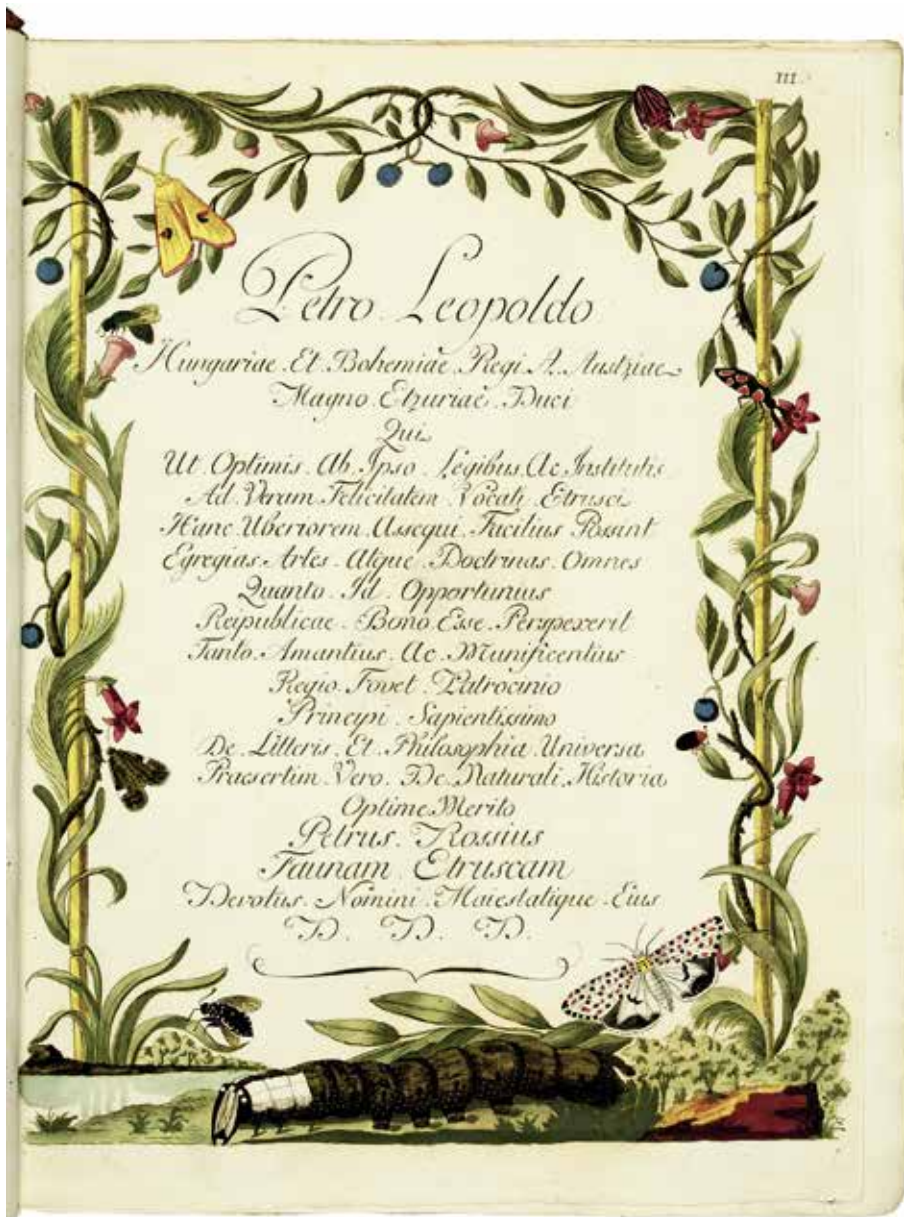 III.
Petro Leopoldo
Hungariae. Et. Bohemiae. Regi. A. Austriae
Magno. Etruriae. Duci
Qui
Ut. Optimis. Ab. Ipso. Legibus. Ac. Institutis
Ad. Veram. Felicitatem. Vocati. Etrusci
Hanc. Uberiorem. Assequi. Facilius. Possint
Egregias. Artes. Atque. Doctrinas. Omnes
Quanto. Id. Opportunius
Reipublicae. Bono. Esse. Perspexerit
Tanto. Amantius. Ac. Munificentius
Regio. Fovet. Patrocinio
Principi. Sapientissimo
De. Litteris. Et. Philosophia. Universa
Praesertim. Vero. De. Naturali. Historia
Optime. Merito
Petrus. Rossius
Faunam. Etruscam
Devotus. Nomini. Maiestatique. Eius
D. D. D.